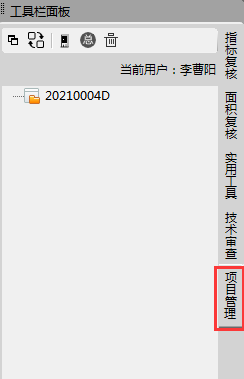 工具栏面板
总
当前用户：李曹阳
20210004D
指标复核
面积复核
实用工具
技术审查
项目管理